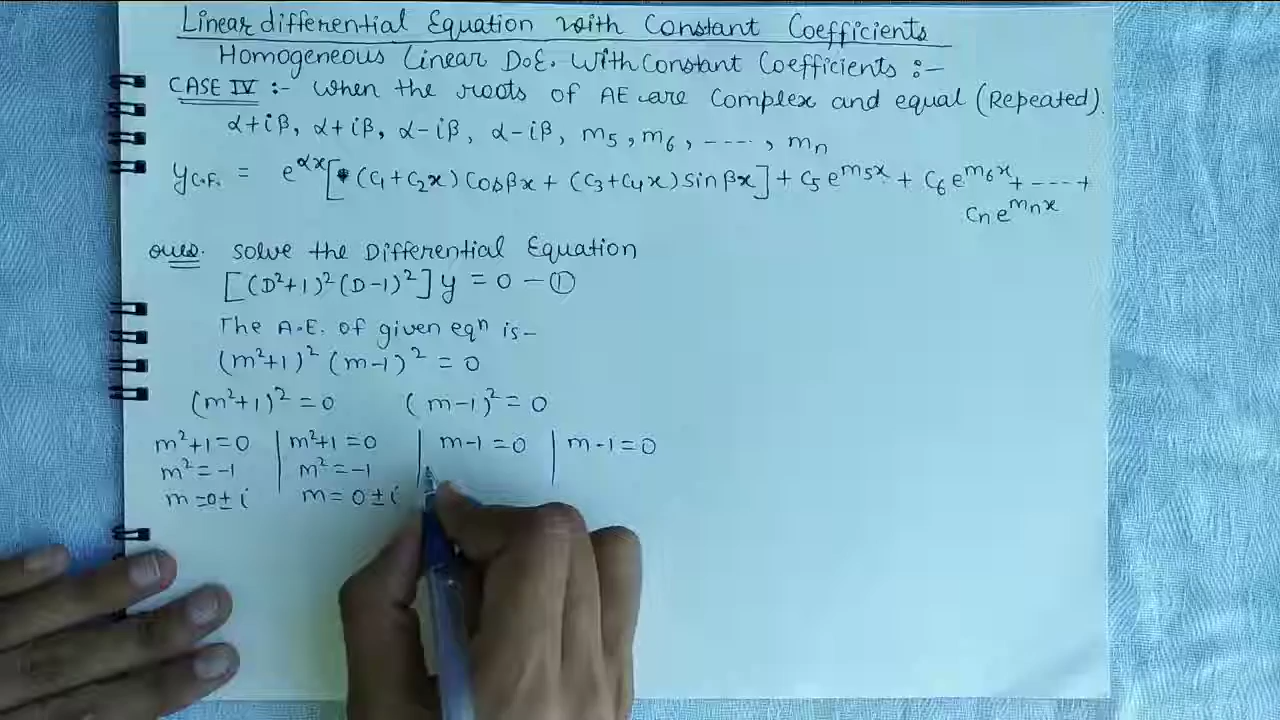 Linear differential Equation with Constant Coefficients
Homogeneous Linear D.E. with Constant Coefficients :-
CASE IV :- When the roots of AE are Complex and equal (Repeated).
α+iβ, α+iβ, α-iβ, α-iβ, m₅, m₆, ----, mₙ
y_C.F. = e^αx [(C₁+C₂x) Cosβx + (C₃+C₄x) Sinβx] + C₅e^m₅x + C₆e^m₆x + ---- +
Cₙe^mₙx
Ques. Solve the Differential Equation
[(D²+1)²(D-1)²]y = 0 -①
The A.E. of given eqⁿ is-
(m²+1)² (m-1)² = 0
(m²+1)² = 0 (m-1)² = 0
m²+1=0 | m²+1=0 | m-1=0 | m-1=0
m²=-1 | m²=-1
m=0±i m=0±i